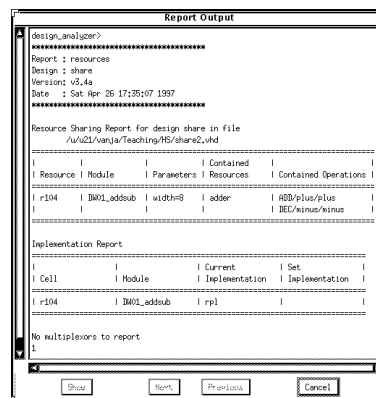 Report Output
design_analyzer>
****************************************
Report : resources
Design : share
Version: v3.4a
Date   : Sat Apr 26 17:35:07 1997
****************************************
Resource Sharing Report for design share in file
/u/u21/vanja/Teaching/HS/share2.vhd
===============================================================================
|          |              |            | Contained |                      |
| Resource | Module       | Parameters | Resources | Contained Operations |
===============================================================================
| r104     | DW01_addsub  | width=8    | adder     | ADD/plus/plus        |
|          |              |            |           | DEC/minus/minus      |
===============================================================================
Implementation Report
===============================================================================
|                    |                  | Current        | Set            |
| Cell               | Module           | Implementation | Implementation |
===============================================================================
| r104               | DW01_addsub      | rpl            |                |
===============================================================================
No multiplexors to report
1
Show Next Previous Cancel